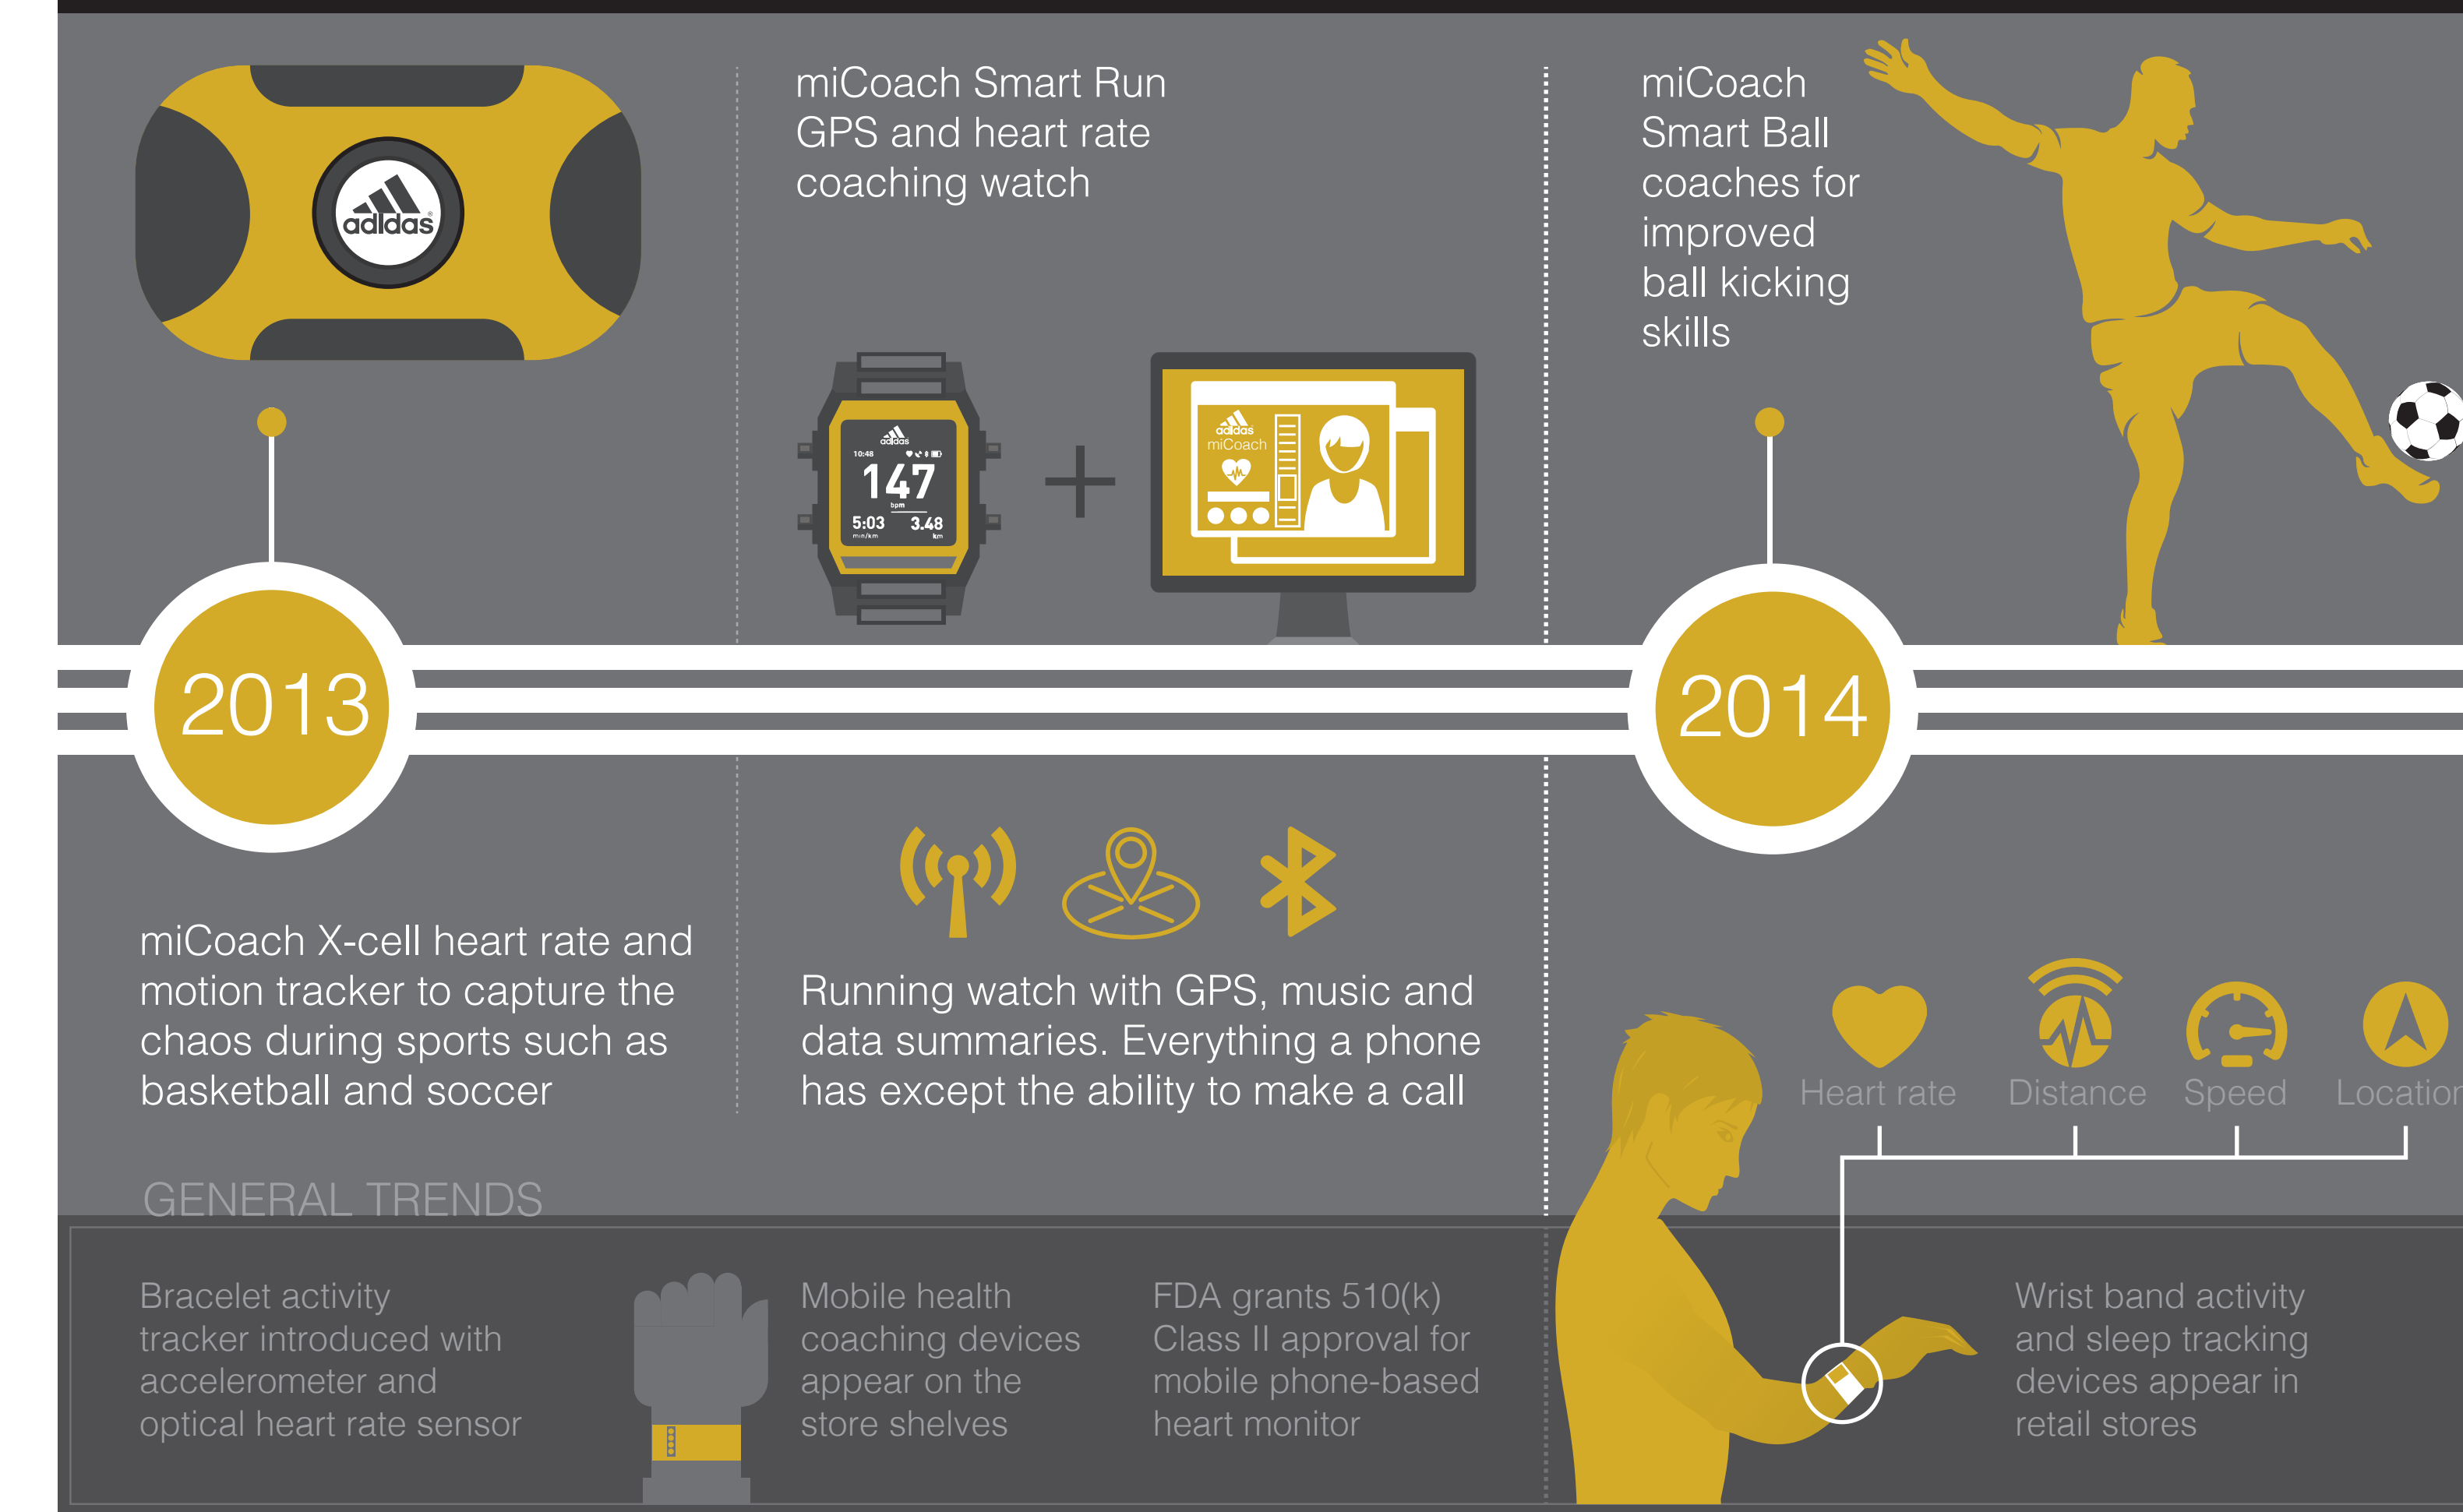 adidas
miCoach Smart Run
GPS and heart rate
coaching watch
adidas
10:48
147
bpm
5:03
3.48
min/km
km
adidas
miCoach
miCoach
Smart Ball
coaches for
improved
ball kicking
skills
2013
2014
miCoach X-cell heart rate and
motion tracker to capture the
chaos during sports such as
basketball and soccer
Running watch with GPS, music and
data summaries. Everything a phone
has except the ability to make a call
Heart rate
Distance
Speed
Location
GENERAL TRENDS
Bracelet activity
tracker introduced with
accelerometer and
optical heart rate sensor
Mobile health
coaching devices
appear on the
store shelves
FDA grants 510(k)
Class II approval for
mobile phone-based
heart monitor
Wrist band activity
and sleep tracking
devices appear in
retail stores